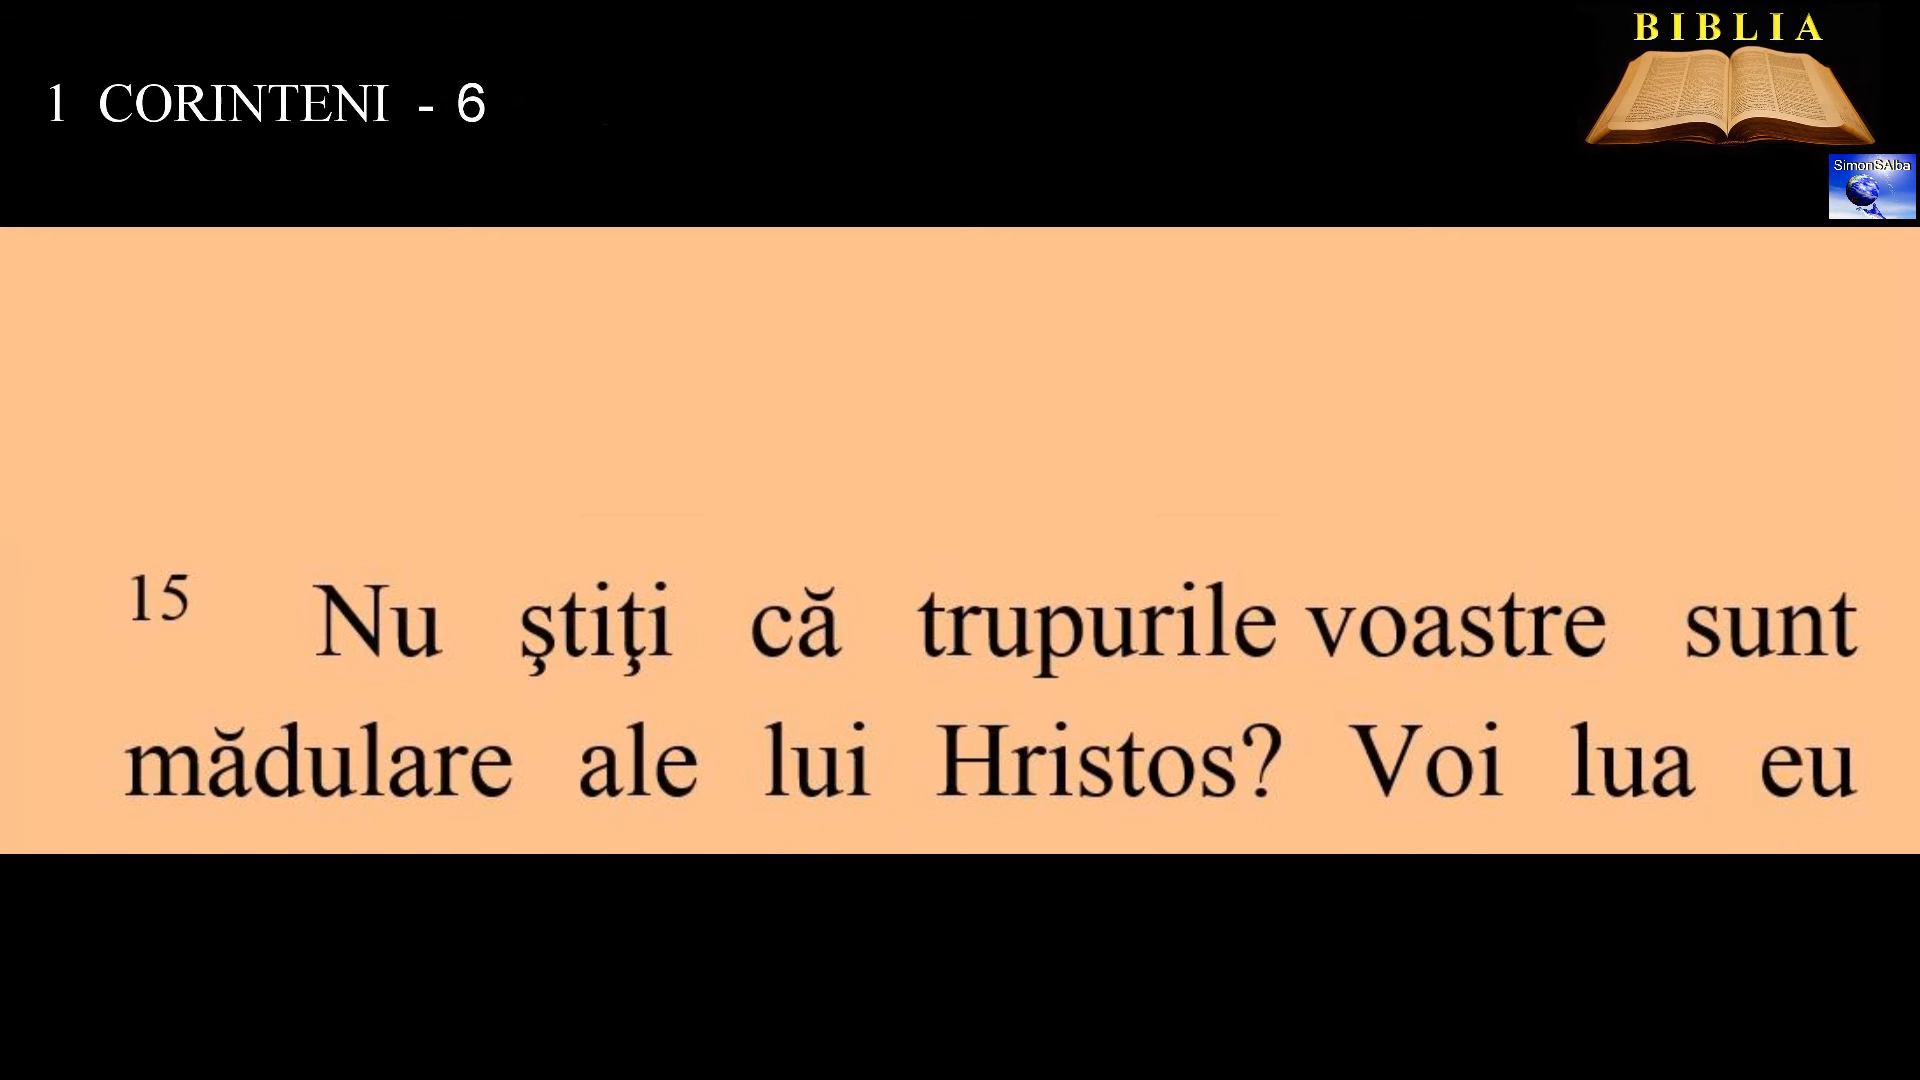 BIBLIA
1 CORINTENI - 6
SimonSAlba
15 Nu ştiţi că trupurile voastre sunt
mădulare ale lui Hristos? Voi lua eu